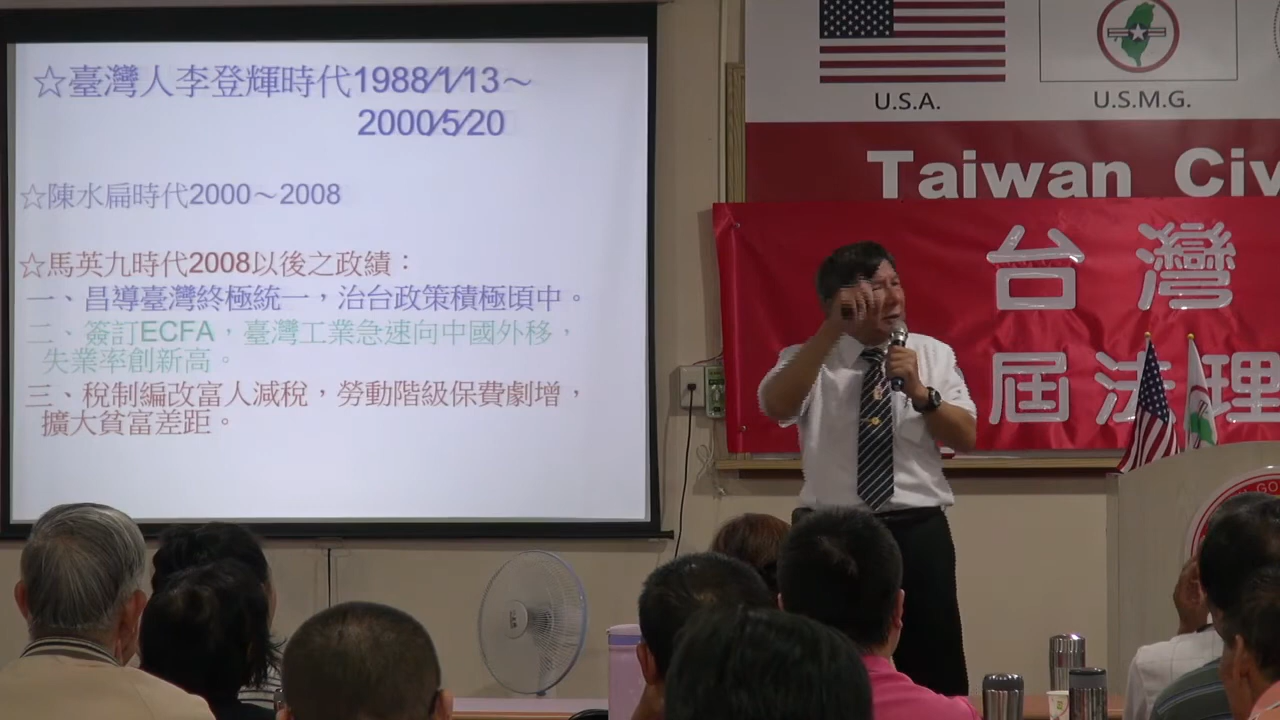 ☆臺灣人李登輝時代1988/1/13～
2000/5/20
☆陳水扁時代2000～2008
☆馬英九時代2008以後之政績：
一、昌導臺灣終極統一，治台政策積極頃中。
二、簽訂ECFA，臺灣工業急速向中國外移，
失業率創新高。
三、稅制編改富人減稅，勞動階級保費劇增，
擴大貧富差距。
U.S.A.
U.S.M.G.
Taiwan Civ
台灣
屆法理